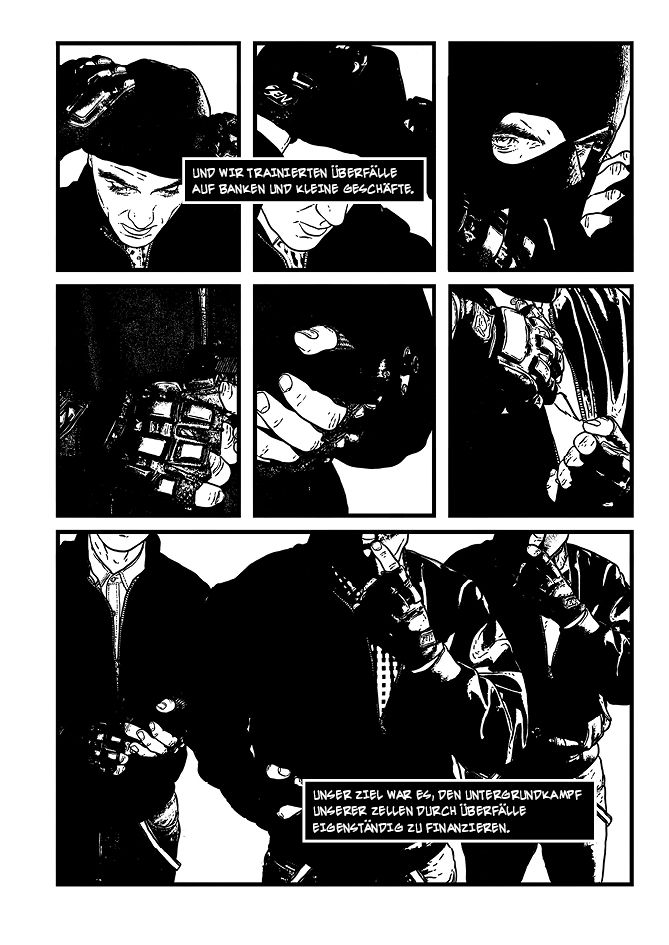 UND WIR TRAINIERTEN ÜBERFÄLLE
AUF BANKEN UND KLEINE GESCHÄFTE.
UNSER ZIEL WAR ES, DEN UNTERGRUNDKAMPF
UNSERER ZELLEN DURCH ÜBERFÄLLE
EIGENSTÄNDIG ZU FINANZIEREN.